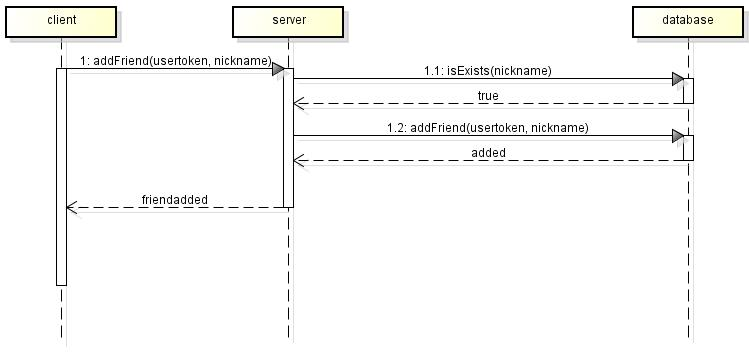 client
server
database
1: addFriend(usertoken, nickname)
1.1: isExists(nickname)
true
1.2: addFriend(usertoken, nickname)
added
friendadded